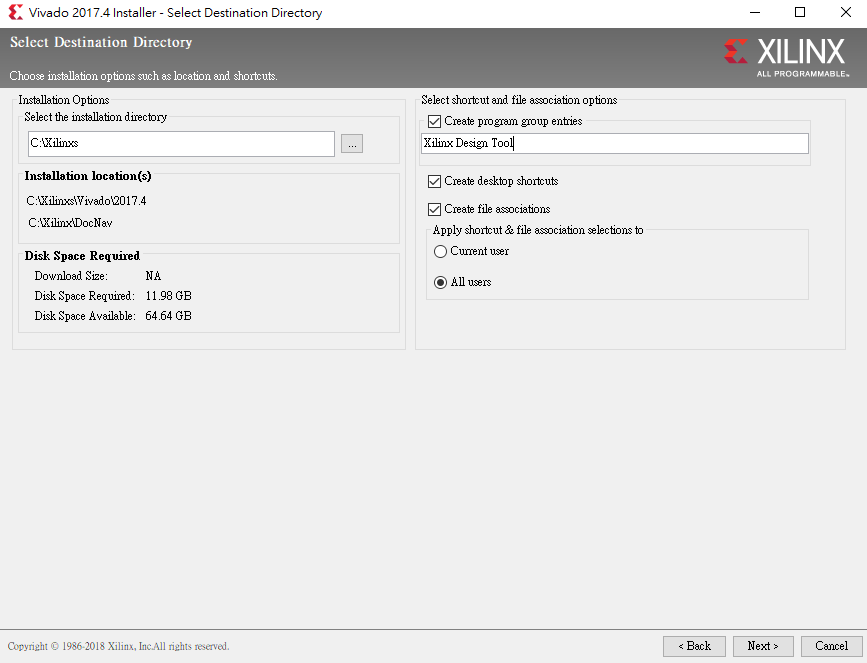 Vivado 2017.4 Installer - Select Destination Directory
Select Destination Directory
Choose installation options such as location and shortcuts.
XILINX
ALL PROGRAMMABLE™
Installation Options
Select the installation directory
C:\Xilinxs
...
Installation location(s)
C:\Xilinxs\Vivado\2017.4
C:\Xilinx\DocNav
Disk Space Required
Download Size: NA
Disk Space Required: 11.98 GB
Disk Space Available: 64.64 GB
Select shortcut and file association options
Create program group entries
Xilinx Design Tool
Create desktop shortcuts
Create file associations
Apply shortcut & file association selections to
Current user
All users
Copyright © 1986-2018 Xilinx, Inc.All rights reserved.
< Back
Next >
Cancel